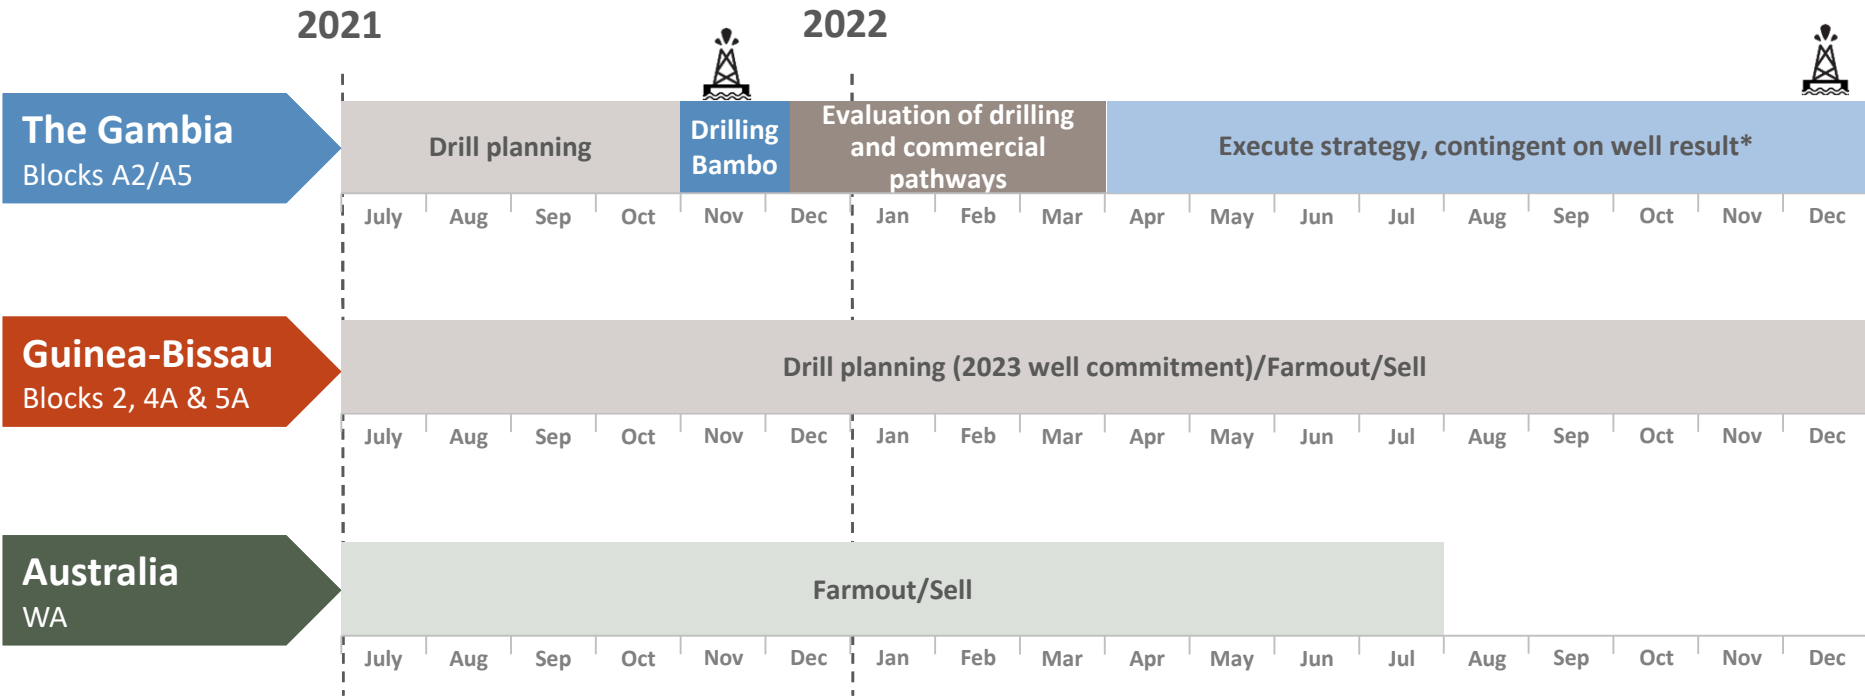 2021
2022
The Gambia
Blocks A2/A5
Drill planning
Drilling
Bambo
Evaluation of drilling
and commercial
pathways
Execute strategy, contingent on well result*
July Aug Sep Oct Nov Dec Jan Feb Mar Apr May Jun Jul Aug Sep Oct Nov Dec
Guinea-Bissau
Blocks 2, 4A & 5A
Drill planning (2023 well commitment)/Farmout/Sell
July Aug Sep Oct Nov Dec Jan Feb Mar Apr May Jun Jul Aug Sep Oct Nov Dec
Australia
WA
Farmout/Sell
July Aug Sep Oct Nov Dec Jan Feb Mar Apr May Jun Jul Aug Sep Oct Nov Dec